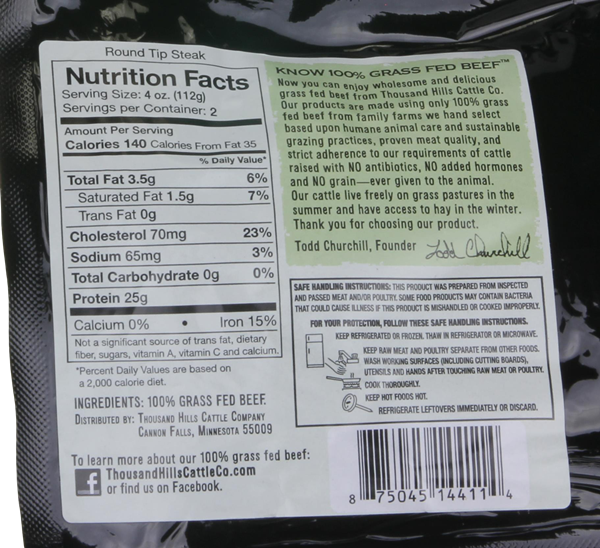 Round Tip Steak
Nutrition Facts
Serving Size: 4 oz. (112g)
Servings per Container: 2
Amount Per Serving
Calories 140 Calories From Fat 35
% Daily Value*
Total Fat 3.5g 6%
Saturated Fat 1.5g 7%
Trans Fat 0g
Cholesterol 70mg 23%
Sodium 65mg 3%
Total Carbohydrate 0g 0%
Protein 25g
Calcium 0% • Iron 15%
Not a significant source of trans fat, dietary
fiber, sugars, vitamin A, vitamin C and calcium.
*Percent Daily Values are based on
a 2,000 calorie diet.
INGREDIENTS: 100% GRASS FED BEEF.
DISTRIBUTED BY: THOUSAND HILLS CATTLE COMPANY
CANNON FALLS, MINNESOTA 55009
To learn more about our 100% grass fed beef:
f ThousandHillsCattleCo.com
or find us on Facebook.
KNOW 100% GRASS FED BEEF™
Now you can enjoy wholesome and delicious
grass fed beef from Thousand Hills Cattle Co.
Our products are made using only 100% grass
fed beef from family farms we hand select
based upon humane animal care and sustainable
grazing practices, proven meat quality, and
strict adherence to our requirements of cattle
raised with NO antibiotics, NO added hormones
and NO grain—ever given to the animal.
Our cattle live freely on grass pastures in the
summer and have access to hay in the winter.
Thank you for choosing our product.
Todd Churchill, Founder Todd Churchill
SAFE HANDLING INSTRUCTIONS: THIS PRODUCT WAS PREPARED FROM INSPECTED
AND PASSED MEAT AND/OR POULTRY. SOME FOOD PRODUCTS MAY CONTAIN BACTERIA
THAT COULD CAUSE ILLNESS IF THIS PRODUCT IS MISHANDLED OR COOKED IMPROPERLY.
FOR YOUR PROTECTION, FOLLOW THESE SAFE HANDLING INSTRUCTIONS.
KEEP REFRIGERATED OR FROZEN. THAW IN REFRIGERATOR OR MICROWAVE.
KEEP RAW MEAT AND POULTRY SEPARATE FROM OTHER FOODS.
WASH WORKING SURFACES (INCLUDING CUTTING BOARDS),
UTENSILS AND HANDS AFTER TOUCHING RAW MEAT OR POULTRY.
COOK THOROUGHLY.
KEEP HOT FOODS HOT.
REFRIGERATE LEFTOVERS IMMEDIATELY OR DISCARD.
8 75045 14411 4